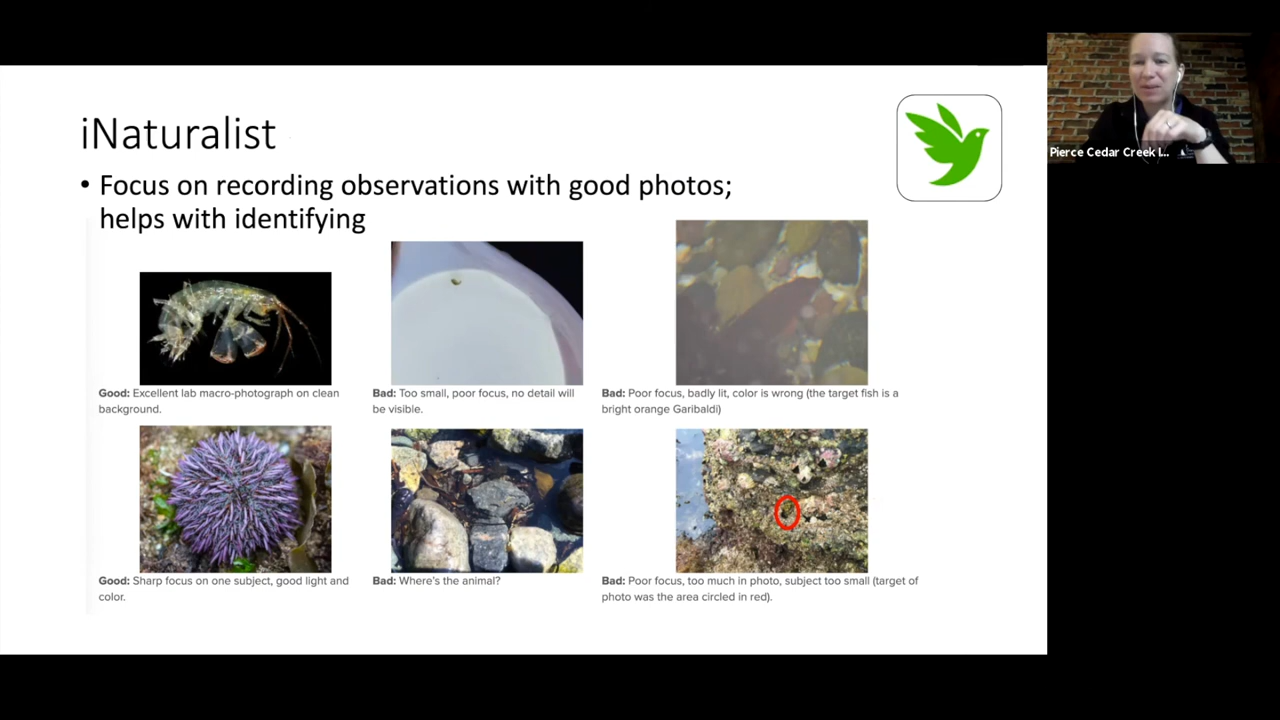 iNaturalist
• Focus on recording observations with good photos;
helps with identifying
Good: Excellent lab macro-photograph on clean
background.
Bad: Too small, poor focus, no detail will
be visible.
Bad: Poor focus, badly lit, color is wrong (the target fish is a
bright orange Garibaldi)
Good: Sharp focus on one subject, good light and
color.
Bad: Where's the animal?
Bad: Poor focus, too much in photo, subject too small (target of
photo was the area circled in red).
Pierce Cedar Creek I...